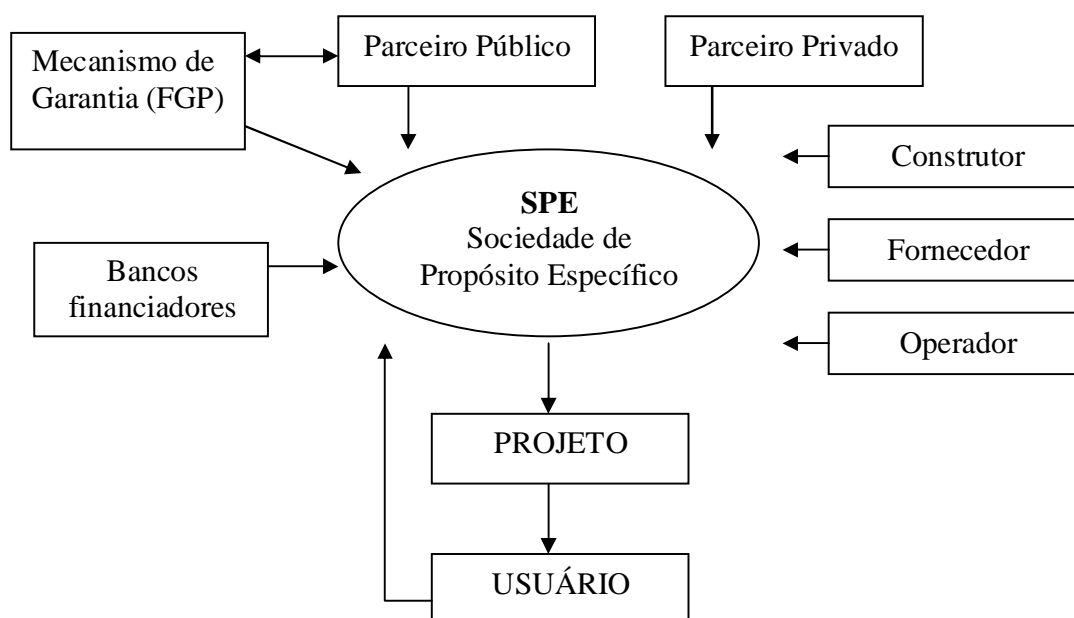 Mecanismo de
Garantia (FGP)
Parceiro Público
Parceiro Privado
Construtor
SPE
Sociedade de
Propósito Específico
Fornecedor
Bancos
financiadores
Operador
PROJETO
USUÁRIO